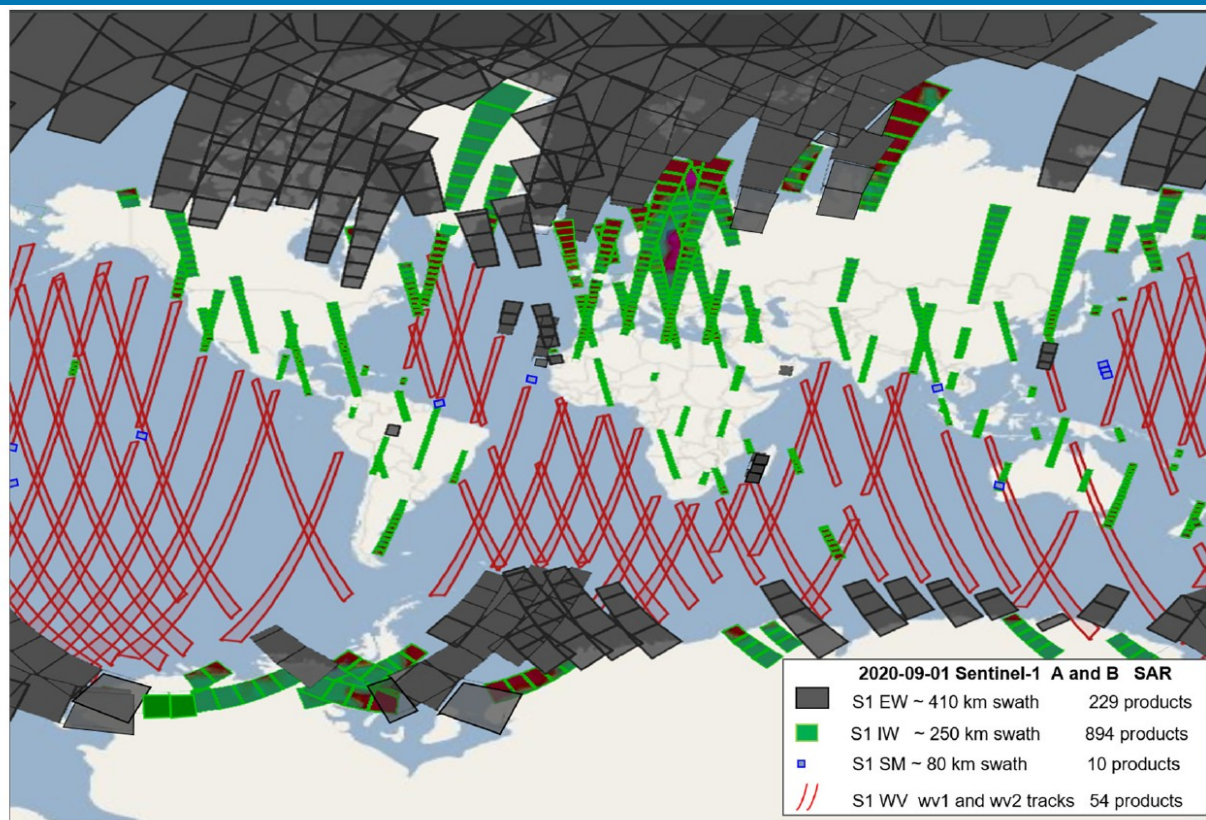 2020-09-01 Sentinel-1 A and B SAR
S1 EW ~ 410 km swath 229 products
S1 IW ~ 250 km swath 894 products
S1 SM ~ 80 km swath 10 products
S1 WV wv1 and wv2 tracks 54 products